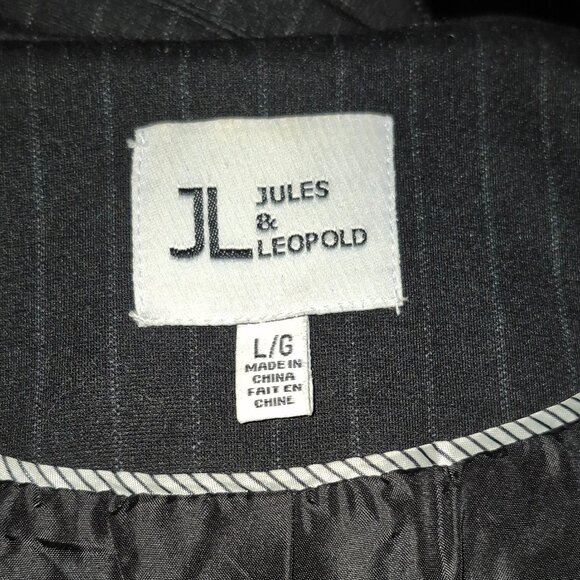 JL
JULES
&
LEOPOLD
L/G
MADE IN
CHINA
FAIT EN
CHINE